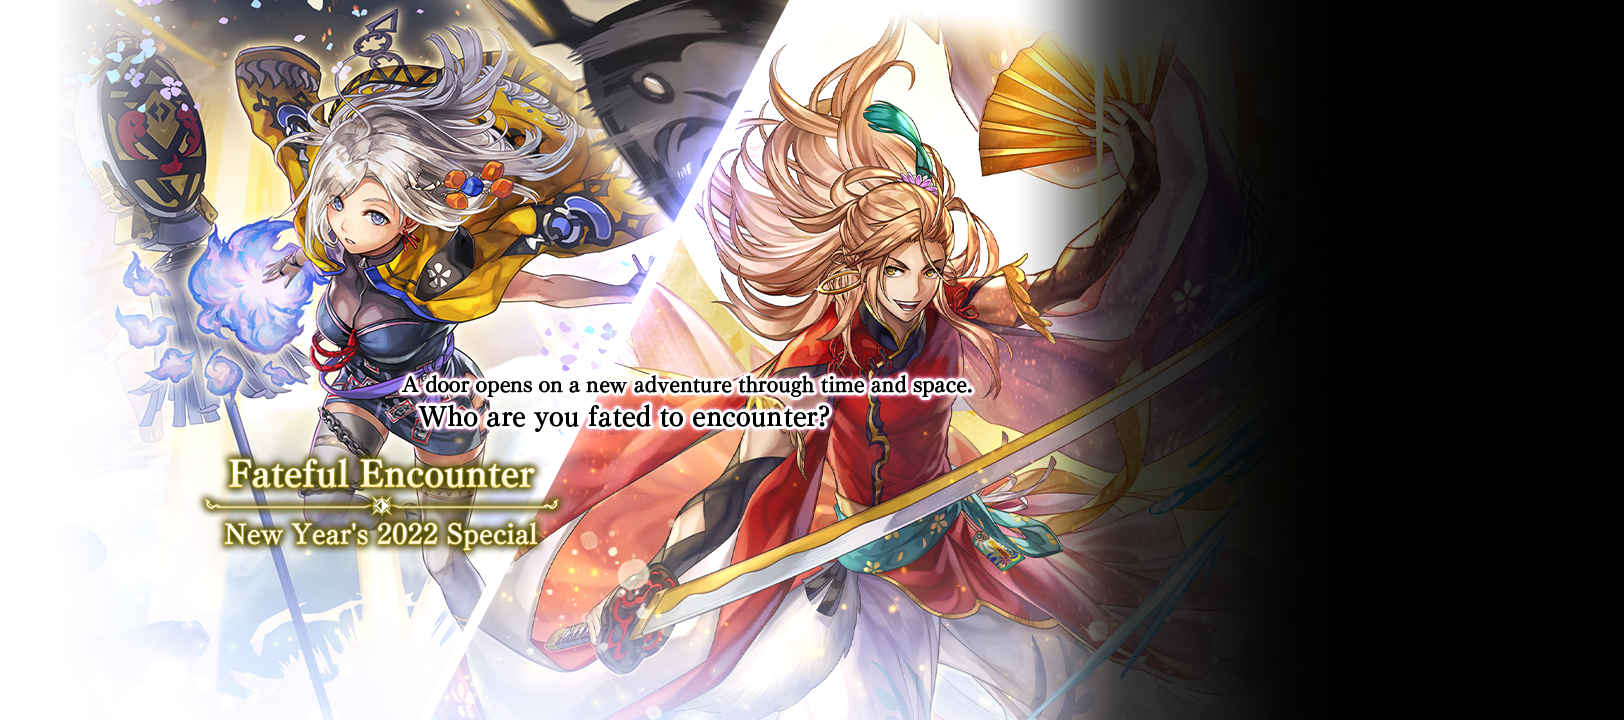 A door opens on a new adventure through time and space.
Who are you fated to encounter?
Fateful Encounter
New Year's 2022 Special